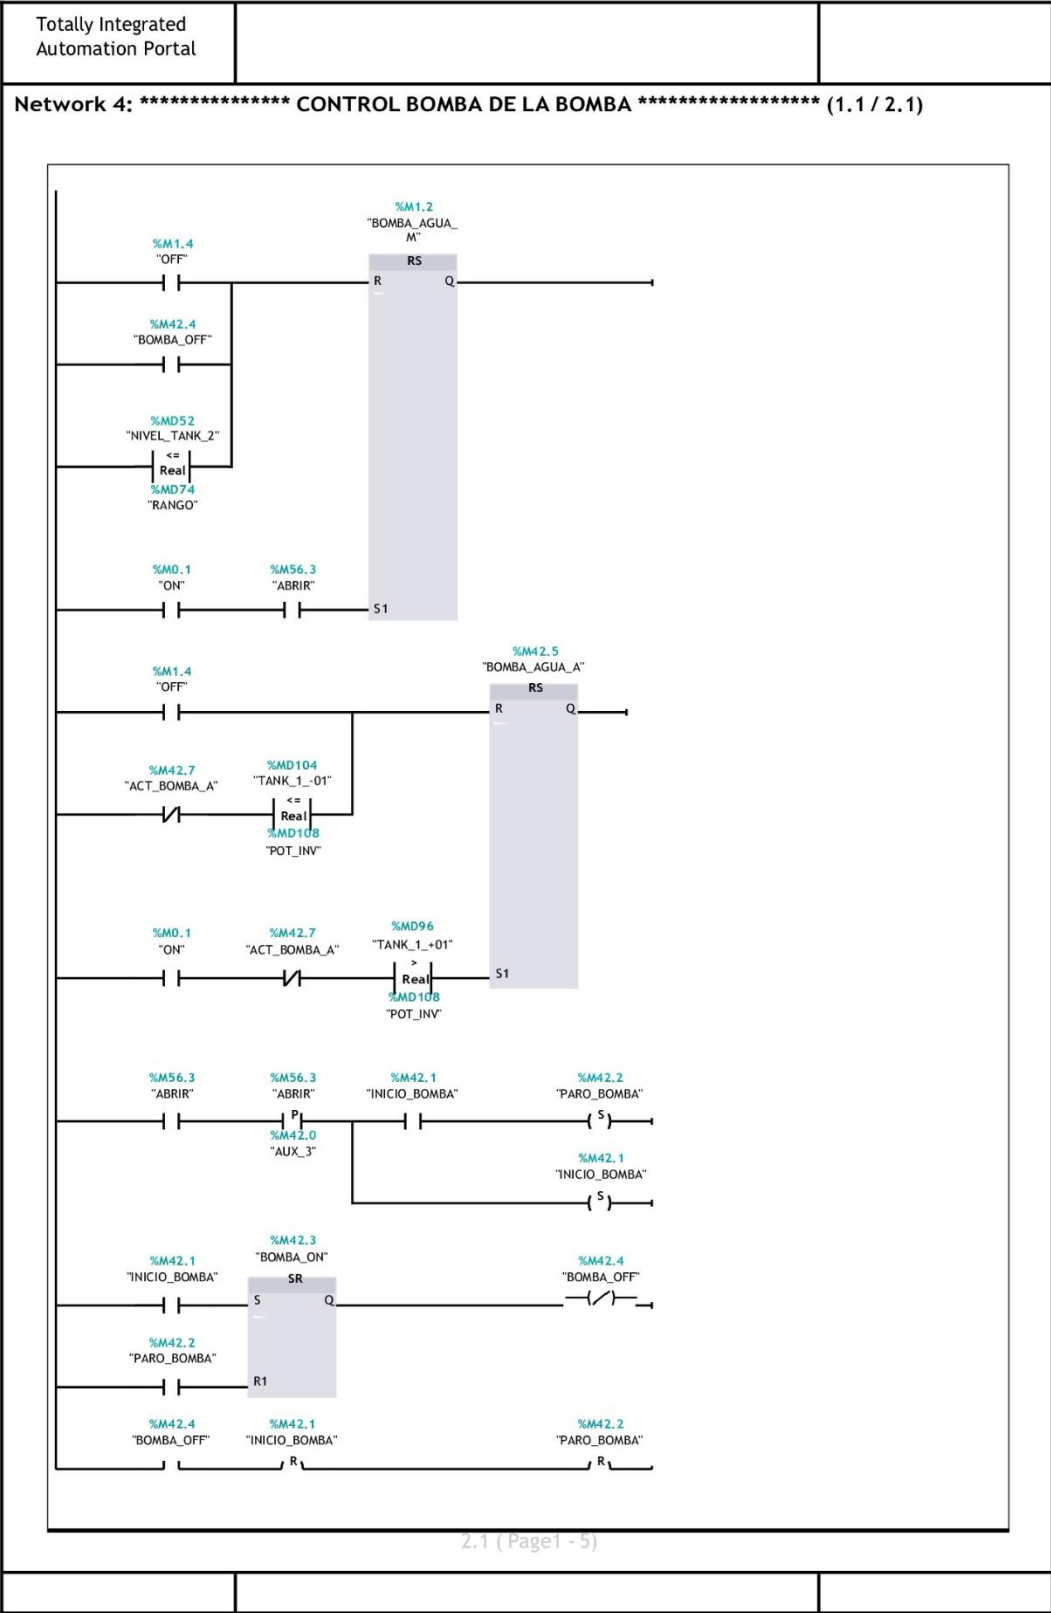 Totally Integrated
Automation Portal
Network 4: *************** CONTROL BOMBA DE LA BOMBA ****************** (1.1 / 2.1)
%M1.2
"BOMBA_AGUA_
M"
%M1.4
"OFF"
RS
R Q
%M42.4
"BOMBA_OFF"
%MD52
"NIVEL_TANK_2"
<=
Real
%MD74
"RANGO"
%M0.1 %M56.3
"ON" "ABRIR"
S1
%M42.5
"BOMBA_AGUA_A"
%M1.4
"OFF"
RS
R Q
%M42.7 %MD104
"ACT_BOMBA_A" "TANK_1_-01"
<=
Real
%MD108
"POT_INV"
%M0.1 %M42.7 %MD96
"ON" "ACT_BOMBA_A" "TANK_1_+01"
>
Real
S1
%MD108
"POT_INV"
%M56.3 %M56.3 %M42.1 %M42.2
"ABRIR" "ABRIR" "INICIO_BOMBA" "PARO_BOMBA"
P S
%M42.0
"AUX_3"
%M42.1
"INICIO_BOMBA"
S
%M42.3
"BOMBA_ON"
%M42.1 %M42.4
"INICIO_BOMBA" SR "BOMBA_OFF"
S Q
%M42.2
"PARO_BOMBA"
R1
%M42.4 %M42.1 %M42.2
"BOMBA_OFF" "INICIO_BOMBA" "PARO_BOMBA"
R R
2.1 ( Page1 - 5)